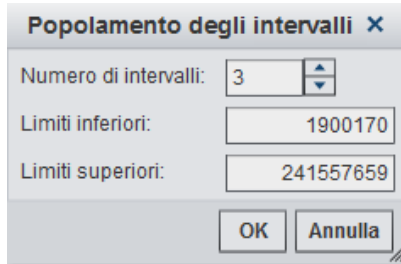 Popolamento degli intervalli ×
Numero di intervalli: 3
Limiti inferiori: 1900170
Limiti superiori: 241557659
OK Annulla